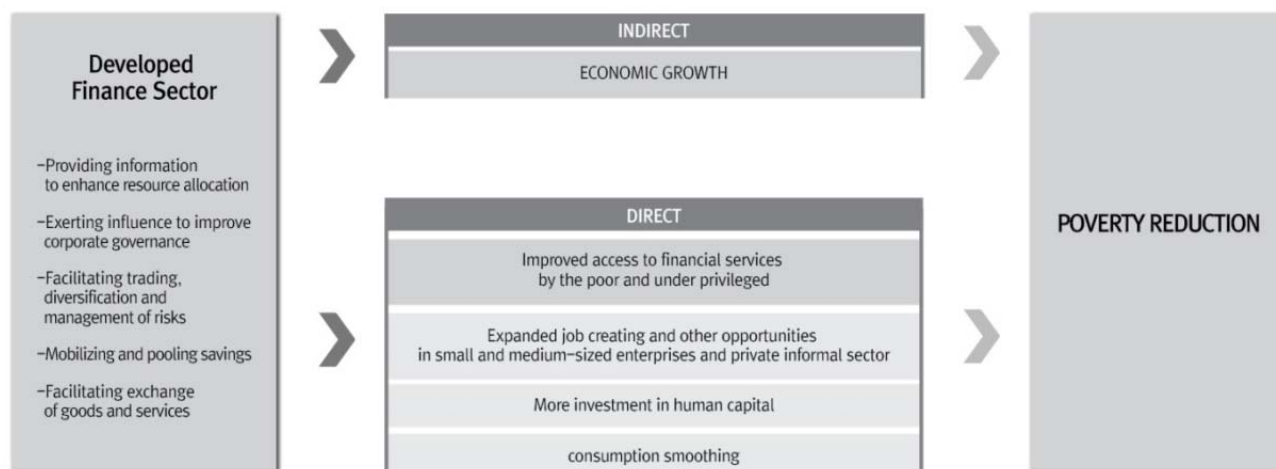 Developed
Finance Sector
–Providing information
to enhance resource allocation
–Exerting influence to improve
corporate governance
–Facilitating trading,
diversification and
management of risks
–Mobilizing and pooling savings
–Facilitating exchange
of goods and services
INDIRECT
ECONOMIC GROWTH
DIRECT
Improved access to financial services
by the poor and under privileged
Expanded job creating and other opportunities
in small and medium–sized enterprises and private informal sector
More investment in human capital
consumption smoothing
POVERTY REDUCTION